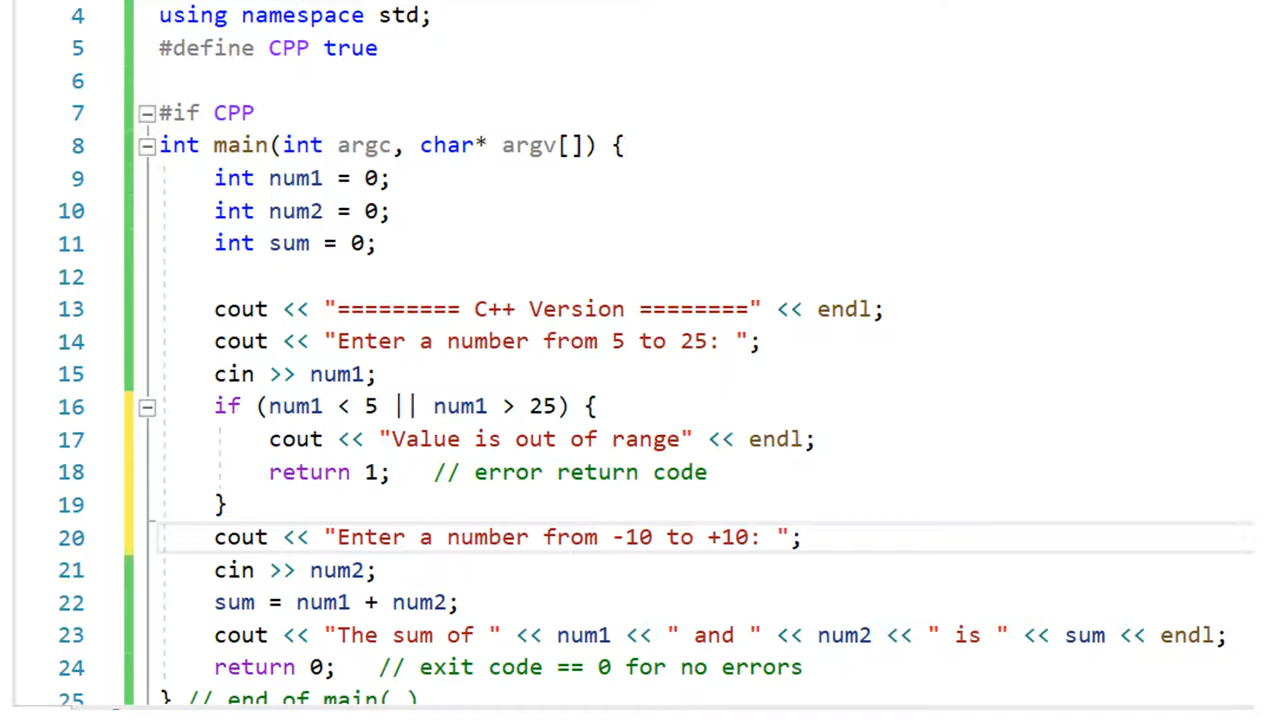 4 using namespace std;
5 #define CPP true
6
7 #if CPP
8 int main(int argc, char* argv[]) {
9 int num1 = 0;
10 int num2 = 0;
11 int sum = 0;
12
13 cout << "========= C++ Version ========" << endl;
14 cout << "Enter a number from 5 to 25: ";
15 cin >> num1;
16 if (num1 < 5 || num1 > 25) {
17 cout << "Value is out of range" << endl;
18 return 1; // error return code
19 }
20 cout << "Enter a number from -10 to +10: ";
21 cin >> num2;
22 sum = num1 + num2;
23 cout << "The sum of " << num1 << " and " << num2 << " is " << sum << endl;
24 return 0; // exit code == 0 for no errors
25 } // end of main( )